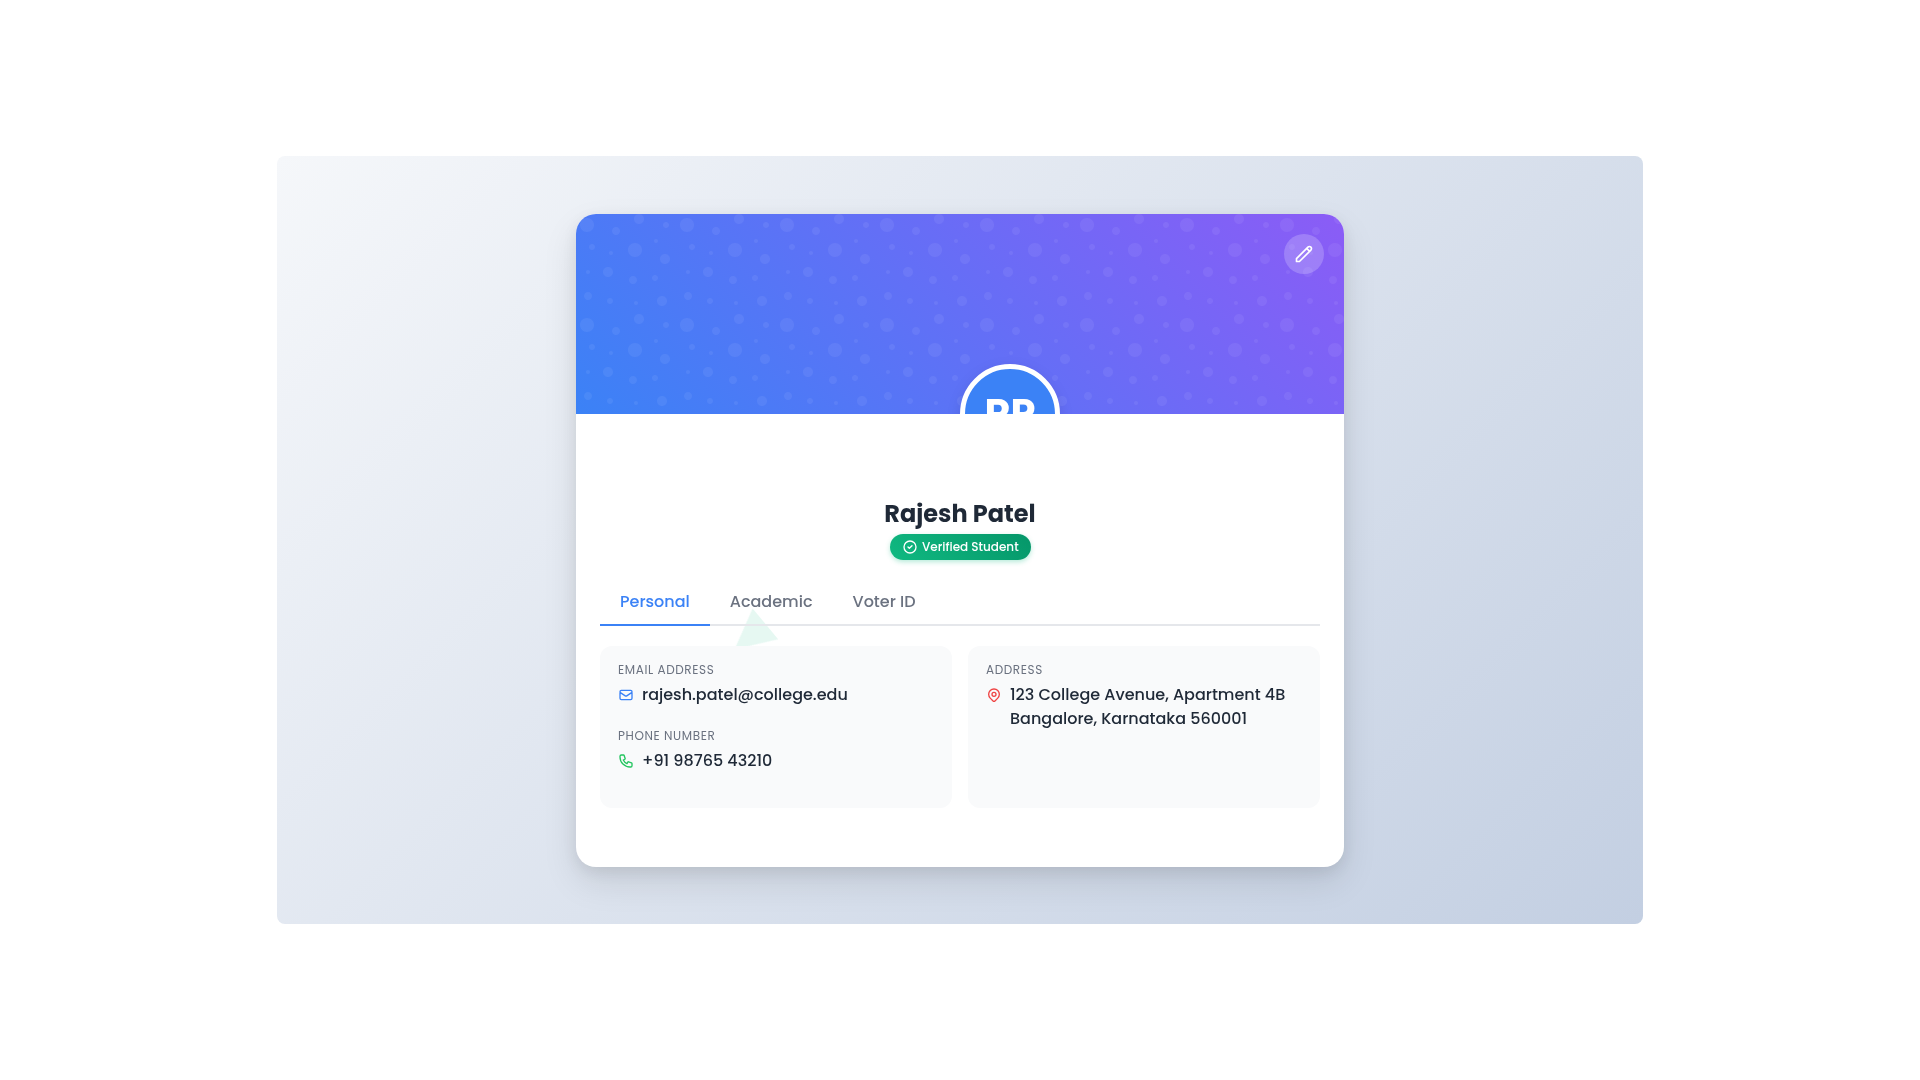 Rajesh Patel
Verified Student
Personal
Academic
Voter ID
EMAIL ADDRESS
rajesh.patel@college.edu
PHONE NUMBER
+91 98765 43210
ADDRESS
123 College Avenue, Apartment 4B
Bangalore, Karnataka 560001